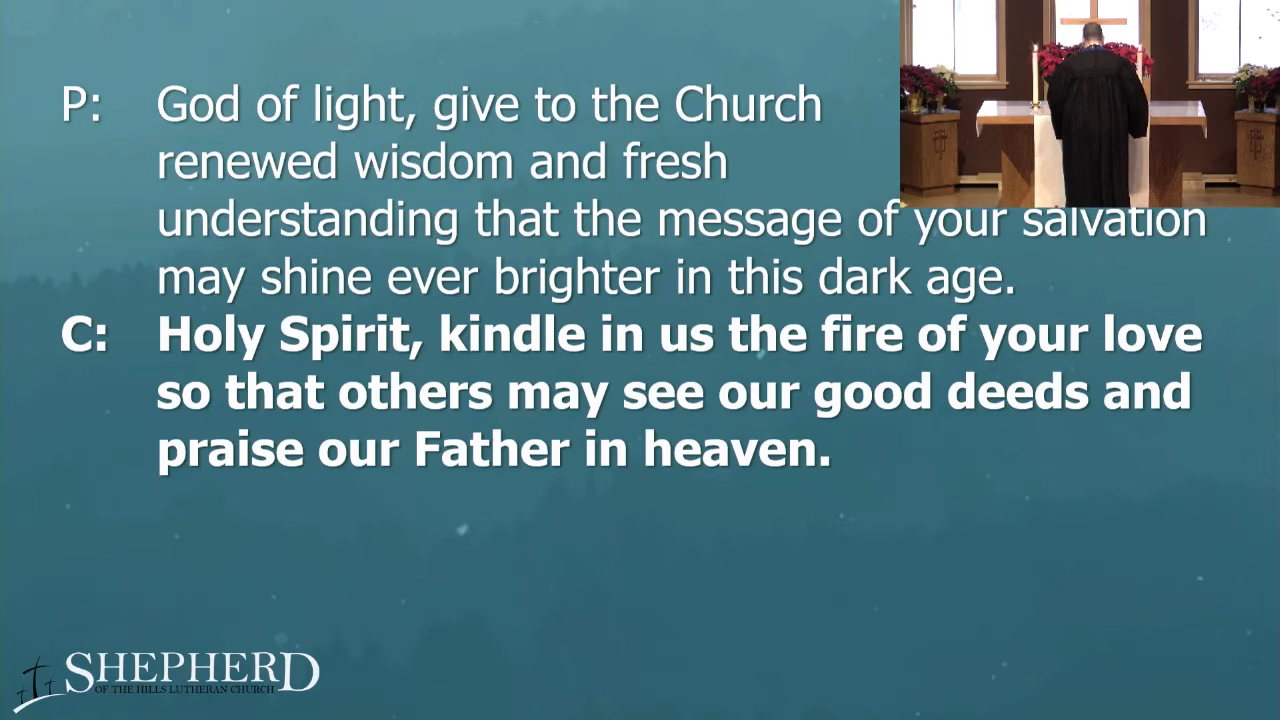 P: God of light, give to the Church
renewed wisdom and fresh
understanding that the message of your salvation
may shine ever brighter in this dark age.
C: Holy Spirit, kindle in us the fire of your love
so that others may see our good deeds and
praise our Father in heaven.
SHEPHERD
OF THE HILLS LUTHERAN CHURCH